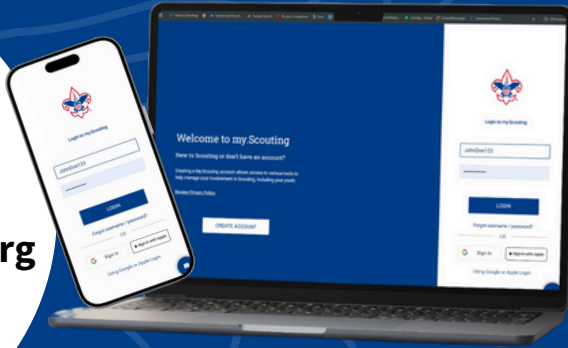 rg
Login to my.Scouting
JohnDoe123
LOGIN
Forgot username / password?
OR
Sign in
Sign in with Apple
Using Google or Apple Login
Welcome to my.Scouting
New to Scouting or don't have an account?
Creating a My.Scouting account allows access to various tools to
help manage your involvement in Scouting, including your youth.
Review Privacy Policy
CREATE ACCOUNT
Login to my.Scouting
JohnDoe123
LOGIN
Forgot username / password?
OR
Sign in
Sign in with Apple
Using Google or Apple Login